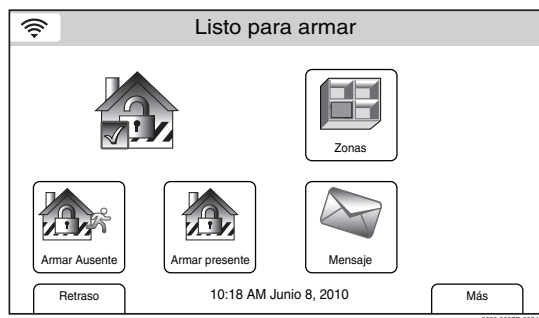 Listo para armar
Zonas
Armar Ausente
Armar presente
Mensaje
Retraso
10:18 AM Junio 8, 2010
Más